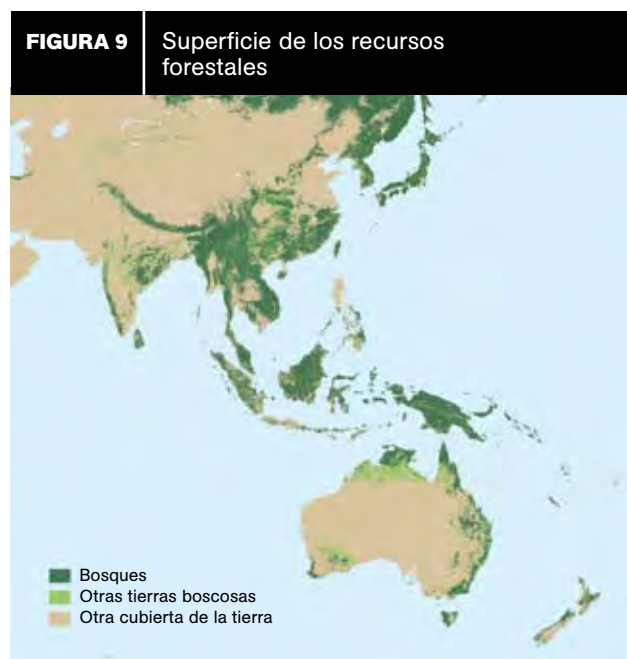 FIGURA 9
Superficie de los recursos
forestales
Bosques
Otras tierras boscosas
Otra cubierta de la tierra